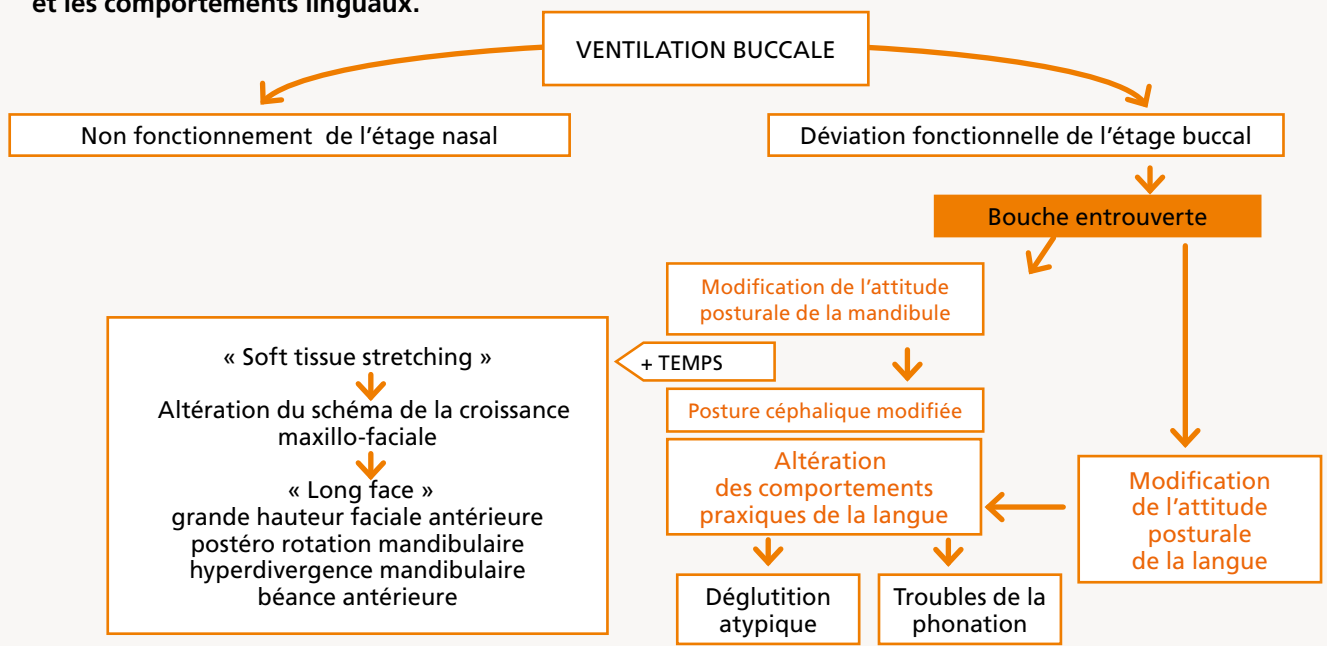 et les comportements linguaux.
VENTILATION BUCCALE
Non fonctionnement de l’étage nasal
Déviation fonctionnelle de l’étage buccal
Bouche entrouverte
Modification de l’attitude
posturale de la mandibule
+ TEMPS
« Soft tissue stretching »
Altération du schéma de la croissance
maxillo-faciale
« Long face »
grande hauteur faciale antérieure
postéro rotation mandibulaire
hyperdivergence mandibulaire
béance antérieure
Posture céphalique modifiée
Altération
des comportements
praxiques de la langue
Modification
de l’attitude
posturale
de la langue
Déglutition
atypique
Troubles de la
phonation